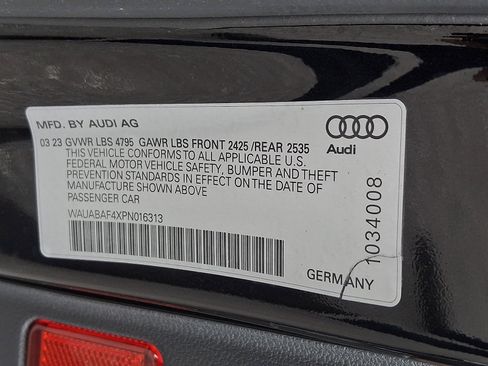 MFD. BY AUDI AG
03 23 GVWR LBS 4795 GAWR LBS FRONT 2425 /REAR 2535
THIS VEHICLE CONFORMS TO ALL APPLICABLE U.S.
FEDERAL MOTOR VEHICLE SAFETY, BUMPER AND THEFT
PREVENTION STANDARDS IN EFFECT ON THE DATE OF
MANUFACTURE SHOWN ABOVE
PASSENGER CAR
WAUABAF4XPN016313
Audi
1034008
GERMANY